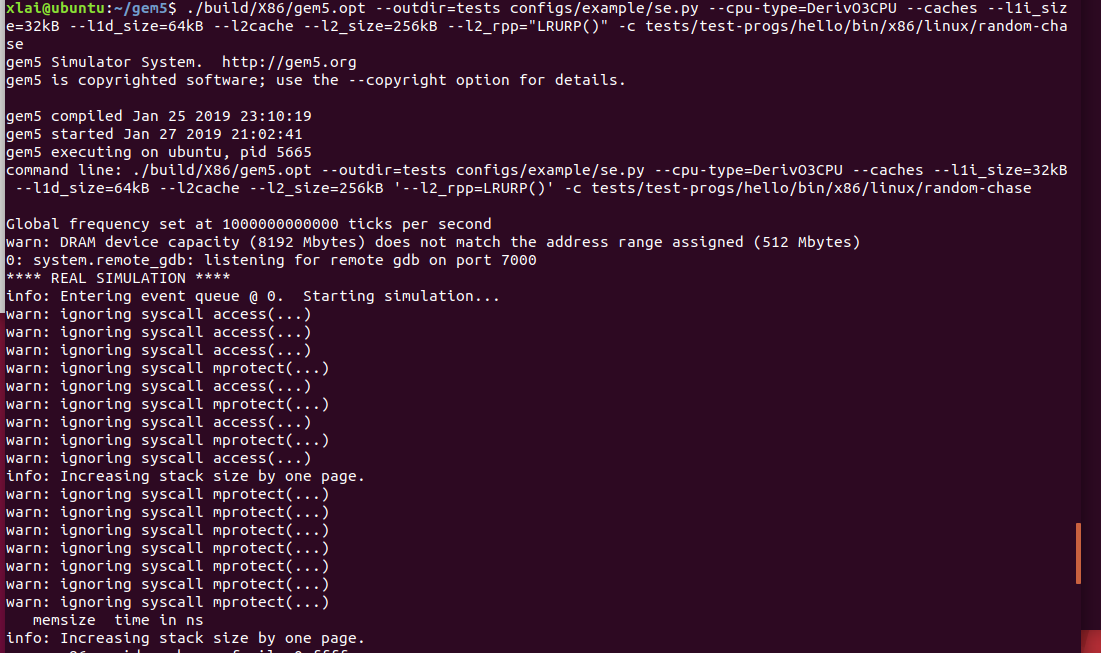 xlai@ubuntu:~/gem5$ ./build/X86/gem5.opt --outdir=tests configs/example/se.py --cpu-type=DerivO3CPU --caches --l1i_siz
e=32kB --l1d_size=64kB --l2cache --l2_size=256kB --l2_rpp="LRURP()" -c tests/test-progs/hello/bin/x86/linux/random-cha
se
gem5 Simulator System.  http://gem5.org
gem5 is copyrighted software; use the --copyright option for details.

gem5 compiled Jan 25 2019 23:10:19
gem5 started Jan 27 2019 21:02:41
gem5 executing on ubuntu, pid 5665
command line: ./build/X86/gem5.opt --outdir=tests configs/example/se.py --cpu-type=DerivO3CPU --caches --l1i_size=32kB
 --l1d_size=64kB --l2cache --l2_size=256kB '--l2_rpp=LRURP()' -c tests/test-progs/hello/bin/x86/linux/random-chase

Global frequency set at 1000000000000 ticks per second
warn: DRAM device capacity (8192 Mbytes) does not match the address range assigned (512 Mbytes)
0: system.remote_gdb: listening for remote gdb on port 7000
**** REAL SIMULATION ****
info: Entering event queue @ 0.  Starting simulation...
warn: ignoring syscall access(...)
warn: ignoring syscall access(...)
warn: ignoring syscall access(...)
warn: ignoring syscall mprotect(...)
warn: ignoring syscall access(...)
warn: ignoring syscall mprotect(...)
warn: ignoring syscall access(...)
warn: ignoring syscall mprotect(...)
warn: ignoring syscall access(...)
info: Increasing stack size by one page.
warn: ignoring syscall mprotect(...)
warn: ignoring syscall mprotect(...)
warn: ignoring syscall mprotect(...)
warn: ignoring syscall mprotect(...)
warn: ignoring syscall mprotect(...)
warn: ignoring syscall mprotect(...)
warn: ignoring syscall mprotect(...)
   memsize  time in ns
info: Increasing stack size by one page.